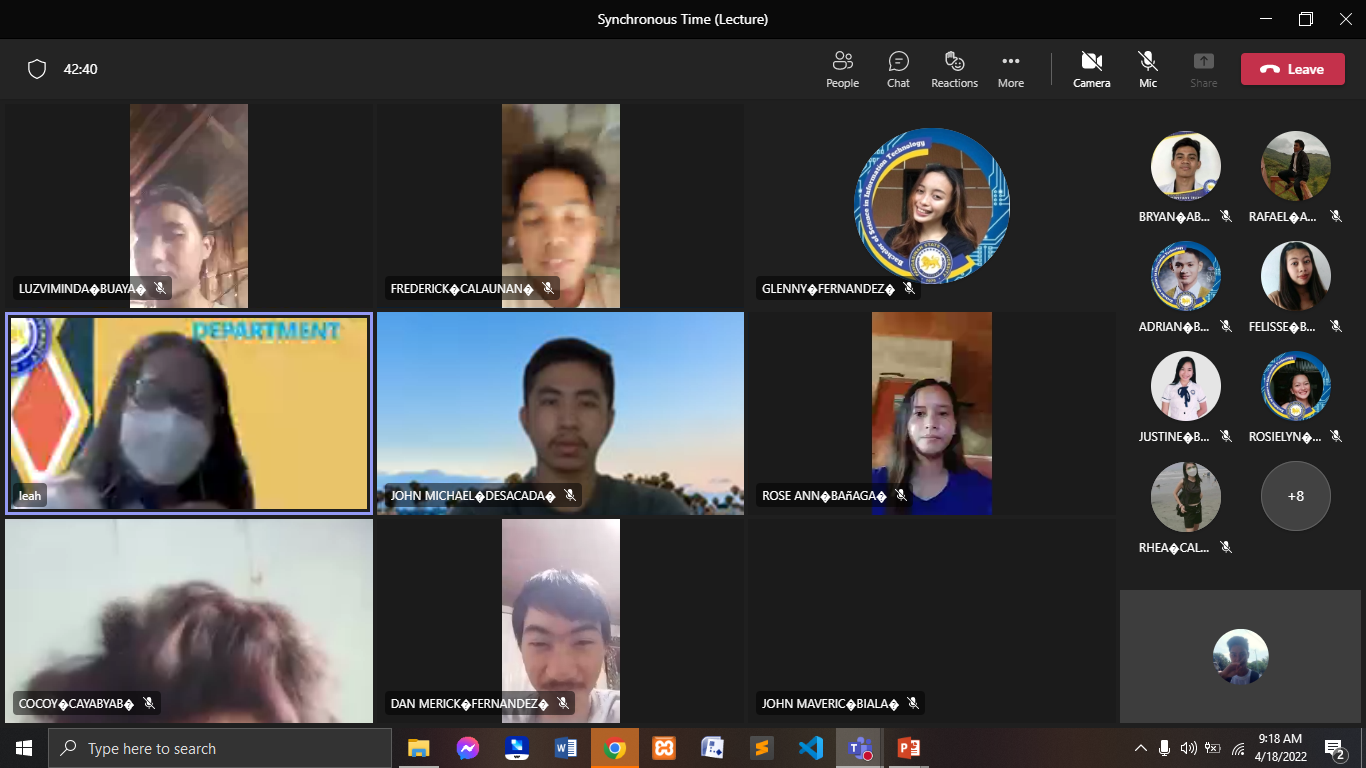 Synchronous Time (Lecture)
42:40
People
Chat
Reactions
More
Camera
Mic
Share
Leave
LUZVIMINDA�BUAYA�
FREDERICK�CALAUNAN�
Bachelor of Science in Information Technology
GLENNY�FERNANDEZ�
BRYAN�AB...
RAFAEL�A...
ADRIAN�B...
FELISSE�B...
DEPARTMENT
leah
JOHN MICHAEL�DESACADA�
ROSE ANN�BAñAGA�
JUSTINE�B...
ROSIELYN�...
RHEA�CAL...
+8
COCOY�CAYABYAB�
DAN MERICK�FERNANDEZ�
JOHN MAVERIC�BIALA�
Type here to search
9:18 AM
4/18/2022
2